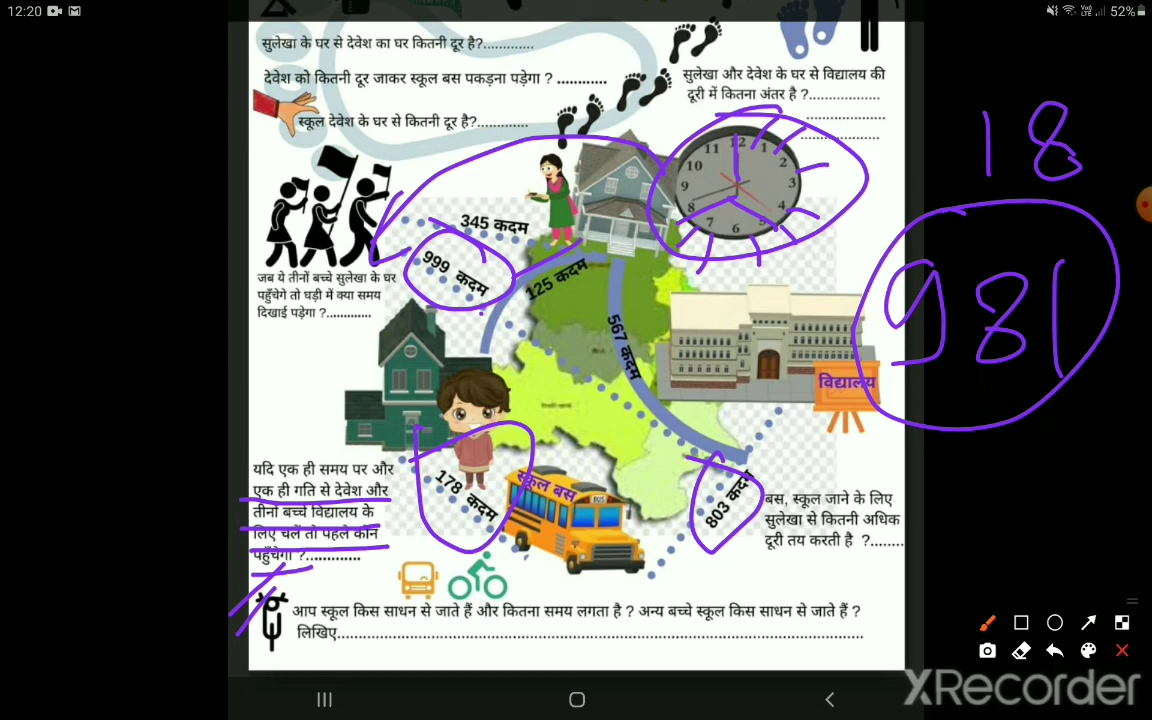 12:20
52%
सुलेखा के घर से देवेश का घर कितनी दूर है?.............
देवेश को कितनी दूर जाकर स्कूल बस पकड़ना पड़ेगा ? ............
स्कूल देवेश के घर से कितनी दूर है?.............
सुलेखा और देवेश के घर से विद्यालय की
दूरी में कितना अंतर है ?..................
18
981
345 कदम
999 कदम
125 कदम
567 कदम
जब ये तीनों बच्चे सुलेखा के घर
पहुँचेंगे तो घड़ी में क्या समय
दिखाई पड़ेगा ?............
विद्यालय
यदि एक ही समय पर और
एक ही गति से देवेश और
तीनों बच्चे विद्यालय के
लिए चलें तो पहले कौन
पहुँचेगा ?...............
178 कदम
स्कूल बस
803 कदम
बस, स्कूल जाने के लिए
सुलेखा से कितनी अधिक
दूरी तय करती है ?........
आप स्कूल किस साधन से जाते हैं और कितना समय लगता है ? अन्य बच्चे स्कूल किस साधन से जाते हैं ?
लिखिए..........................................................................................
XRecorder